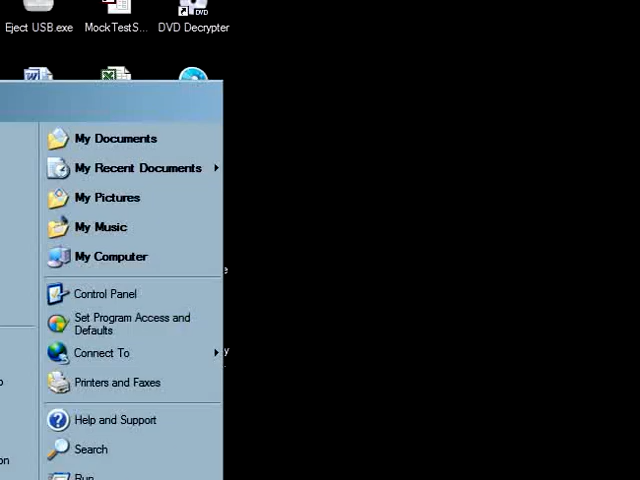 Eject USB.exe MockTestS... DVD Decrypter
My Documents
My Recent Documents
My Pictures
My Music
My Computer
Control Panel
Set Program Access and
Defaults
Connect To
Printers and Faxes
Help and Support
Search
Run